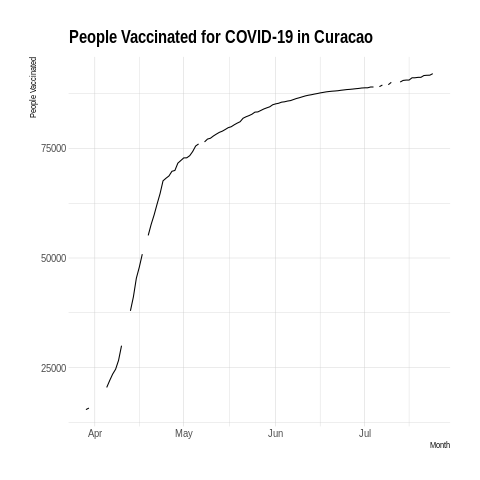 People Vaccinated for COVID-19 in Curacao
People Vaccinated
75000
50000
25000
Apr May Jun Jul
Month